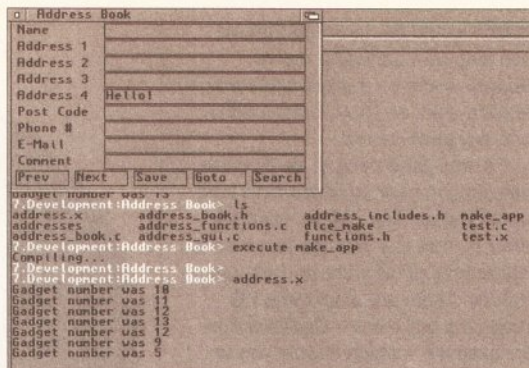 Address Book
Name
Address 1
Address 2
Address 3
Address 4 Hello!
Post Code
Phone #
E-Mail
Comment
Prev Next Save Goto Search
Gadget number was 13
7.Development:Address Book> ls
address.x address_book.h address_includes.h make_app
addresses address_functions.c dice_make test.c
address_book.c address_gui.c functions.h test.x
7.Development:Address Book> execute make_app
Compiling...
7.Development:Address Book>
7.Development:Address Book> address.x
Gadget number was 10
Gadget number was 11
Gadget number was 12
Gadget number was 13
Gadget number was 12
Gadget number was 9
Gadget number was 5